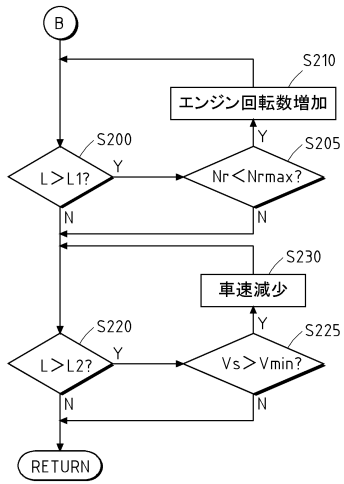 B
S210
エンジン回転数増加
Y
S200
S205
L＞L1?
Y
Nr＜Nrmax?
N
N
S230
車速減少
Y
S220
S225
L＞L2?
Y
Vs＞Vmin?
N
N
RETURN